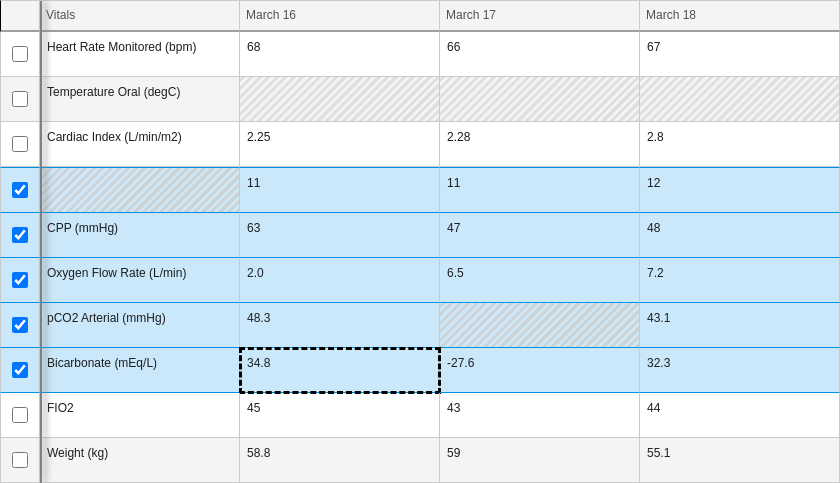 Vitals March 16 March 17 March 18
Heart Rate Monitored (bpm) 68 66 67
Temperature Oral (degC)
Cardiac Index (L/min/m2) 2.25 2.28 2.8
11 11 12
CPP (mmHg) 63 47 48
Oxygen Flow Rate (L/min) 2.0 6.5 7.2
pCO2 Arterial (mmHg) 48.3 43.1
Bicarbonate (mEq/L) 34.8 -27.6 32.3
FIO2 45 43 44
Weight (kg) 58.8 59 55.1